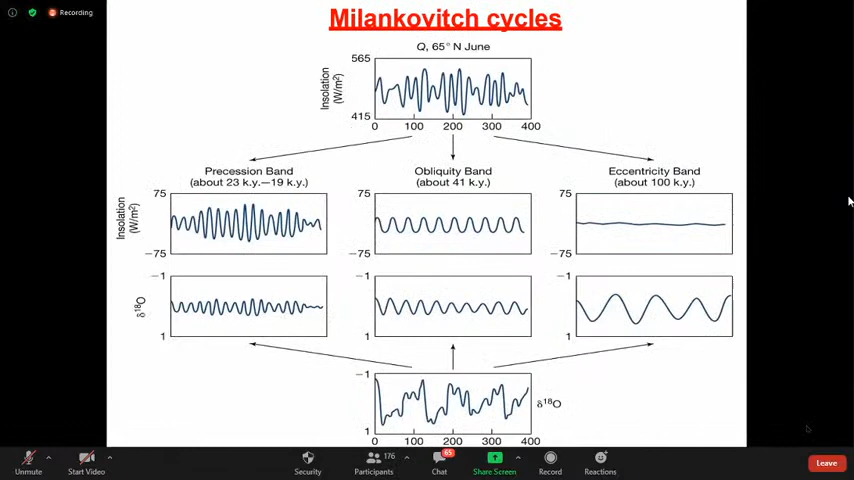 Recording
Milankovitch cycles
Q, 65° N June
565
Insolation
(W/m²)
415
0 100 200 300 400
Precession Band
(about 23 k.y.–19 k.y.)
Obliquity Band
(about 41 k.y.)
Eccentricity Band
(about 100 k.y.)
75 75 75
Insolation
(W/m²)
−75 −75 −75
−1 −1 −1
δ¹⁸O
1 1 1
−1
δ¹⁸O
1
0 100 200 300 400
Unmute
Start Video
Security
176
Participants
65
Chat
Share Screen
Record
Reactions
Leave